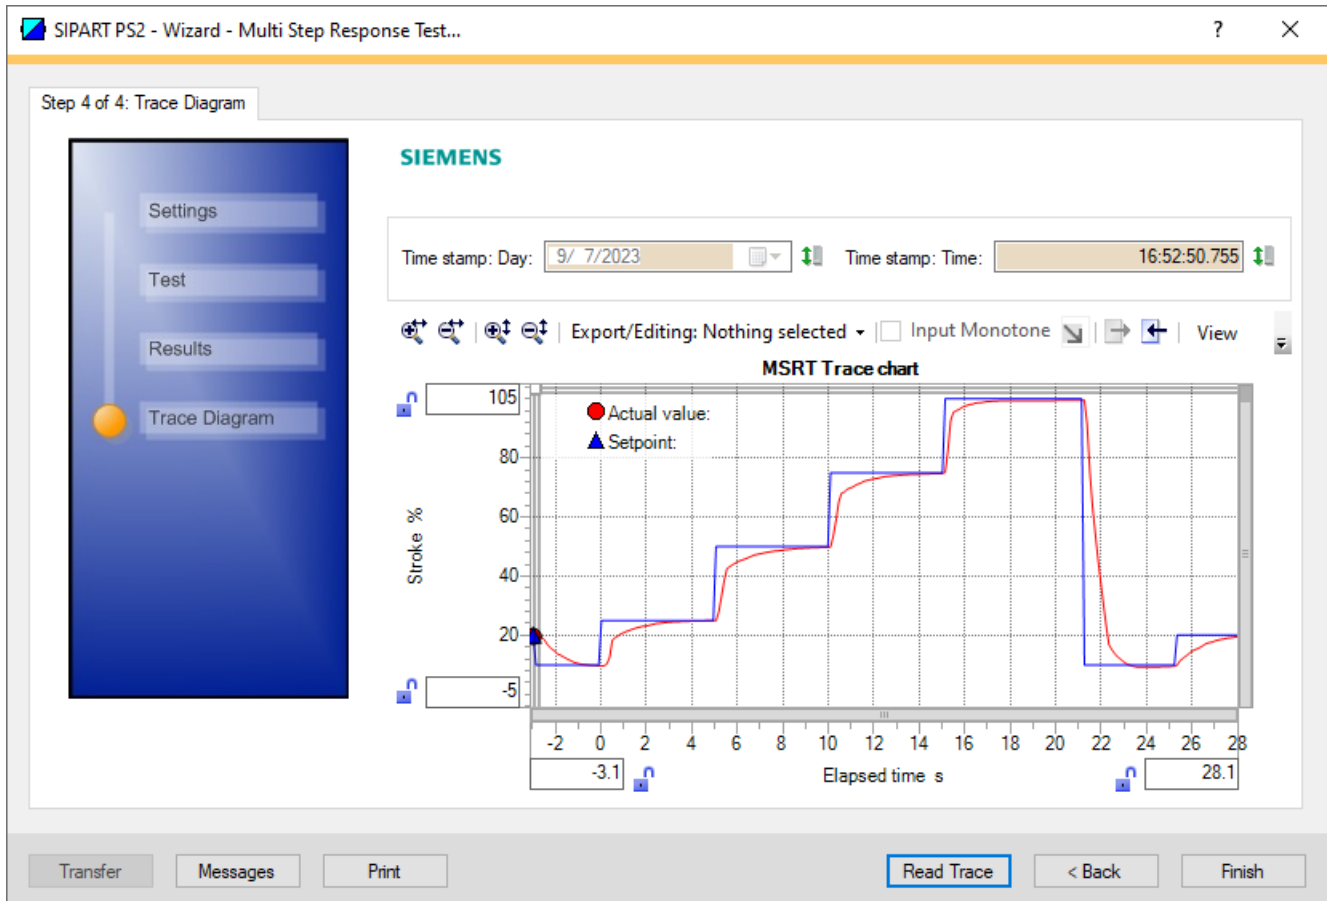 SIPART PS2 - Wizard - Multi Step Response Test...
?
Step 4 of 4: Trace Diagram
Settings
Test
Results
Trace Diagram
SIEMENS
Time stamp: Day: 9/ 7/2023 Time stamp: Time: 16:52:50.755
Export/Editing: Nothing selected Input Monotone View
MSRT Trace chart
105
80
60
40
20
-5
Stroke %
Actual value:
Setpoint:
-2 0 2 4 6 8 10 12 14 16 18 20 22 24 26 28
-3.1 Elapsed time s 28.1
Transfer Messages Print Read Trace < Back Finish